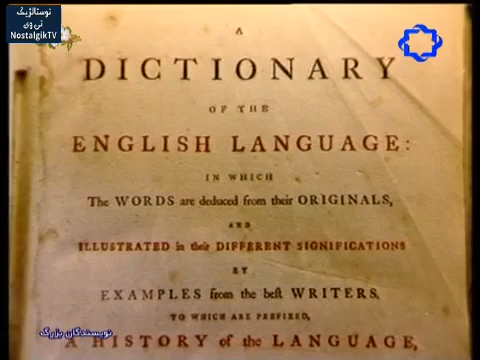 نوستالژیک
تی وی
NostalgikTV
A
DICTIONARY
OF THE
ENGLISH LANGUAGE:
IN WHICH
The WORDS are deduced from their ORIGINALS,
AND
ILLUSTRATED in their DIFFERENT SIGNIFICATIONS
BY
EXAMPLES from the best WRITERS,
TO WHICH ARE PREFIXED,
A HISTORY of the LANGUAGE,
نویسندگان بزرگ